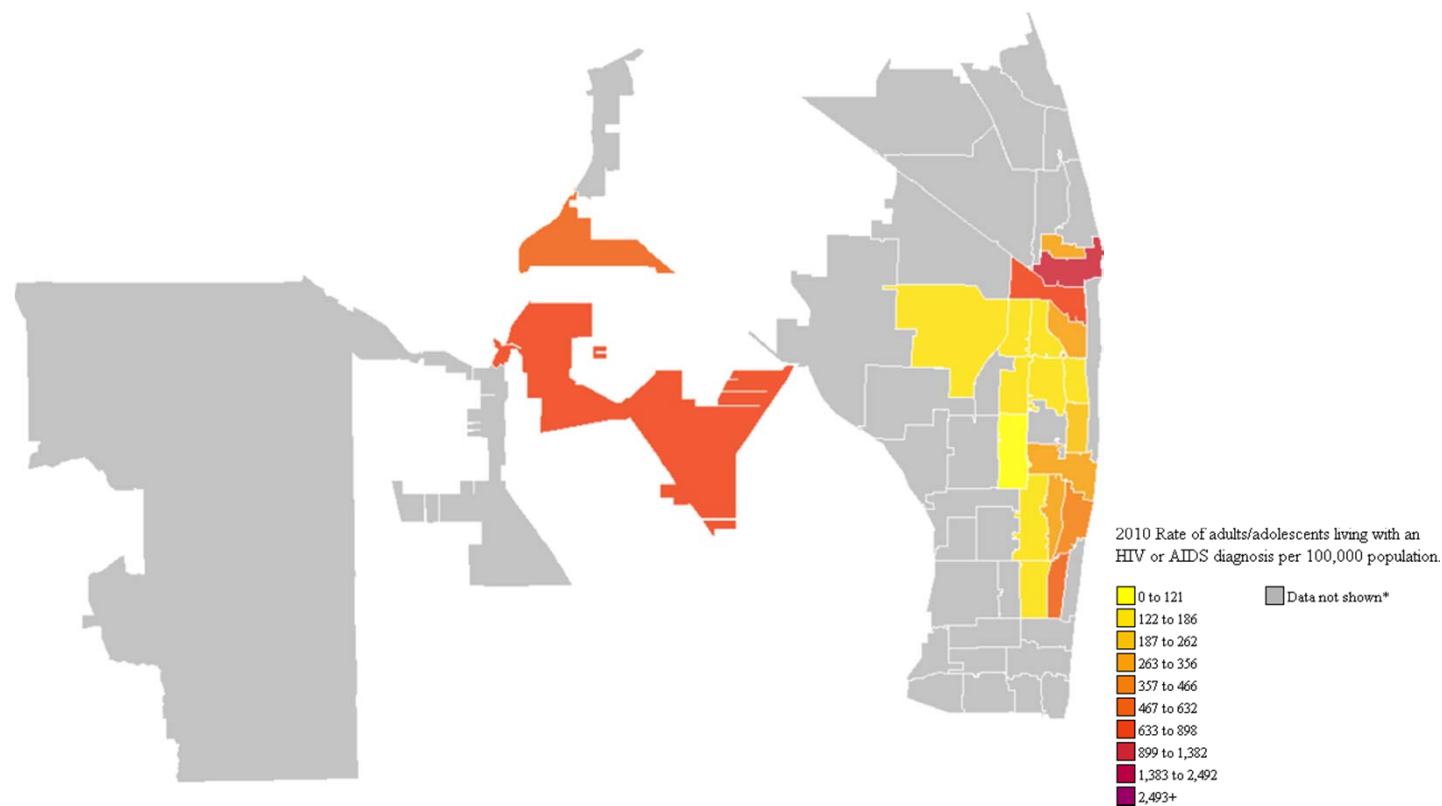 2010 Rate of adults/adolescents living with an
HIV or AIDS diagnosis per 100,000 population.
0 to 121
Data not shown*
122 to 186
187 to 262
263 to 356
357 to 466
467 to 632
633 to 898
899 to 1,382
1,383 to 2,492
2,493+